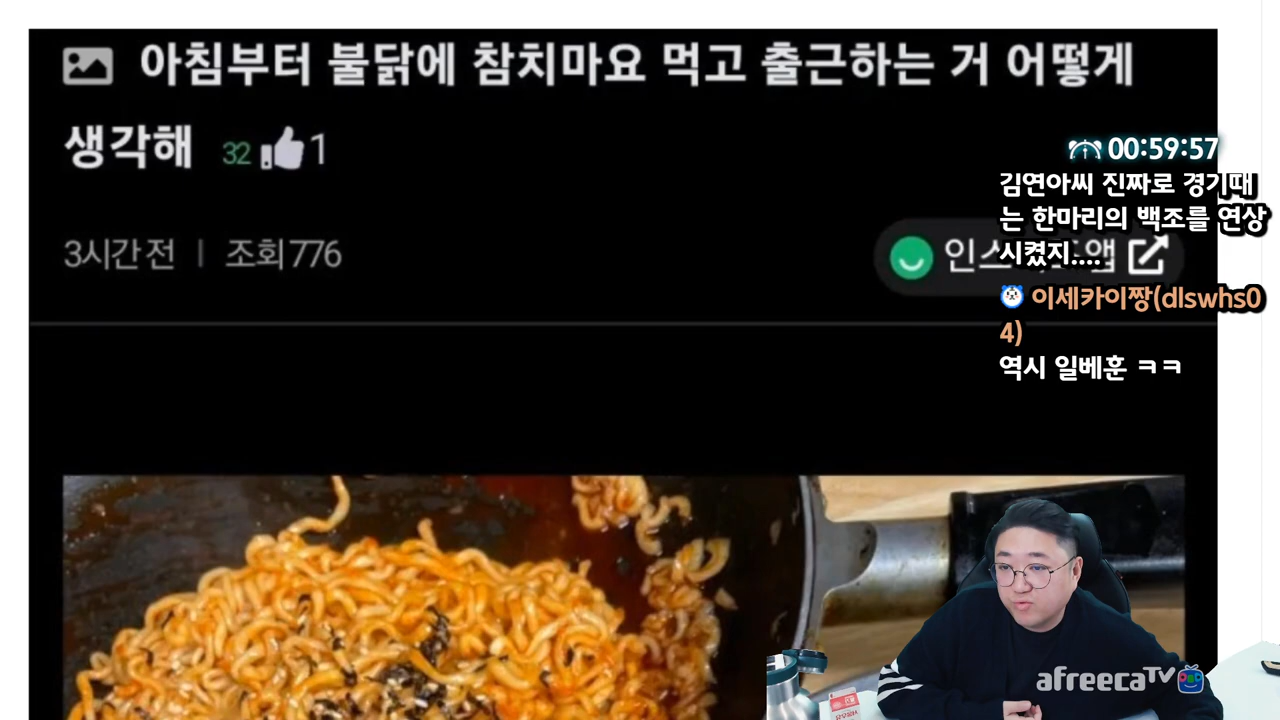 아침부터 불닭에 참치마요 먹고 출근하는 거 어떻게
생각해 32 1
3시간 전 | 조회 776
00:59:57
김연아씨 진짜로 경기때
는 한마리의 백조를 연상
시켰지....
이세카이짱(dlswhs0
4)
역시 일베훈 ㅋㅋ
afreecaTV